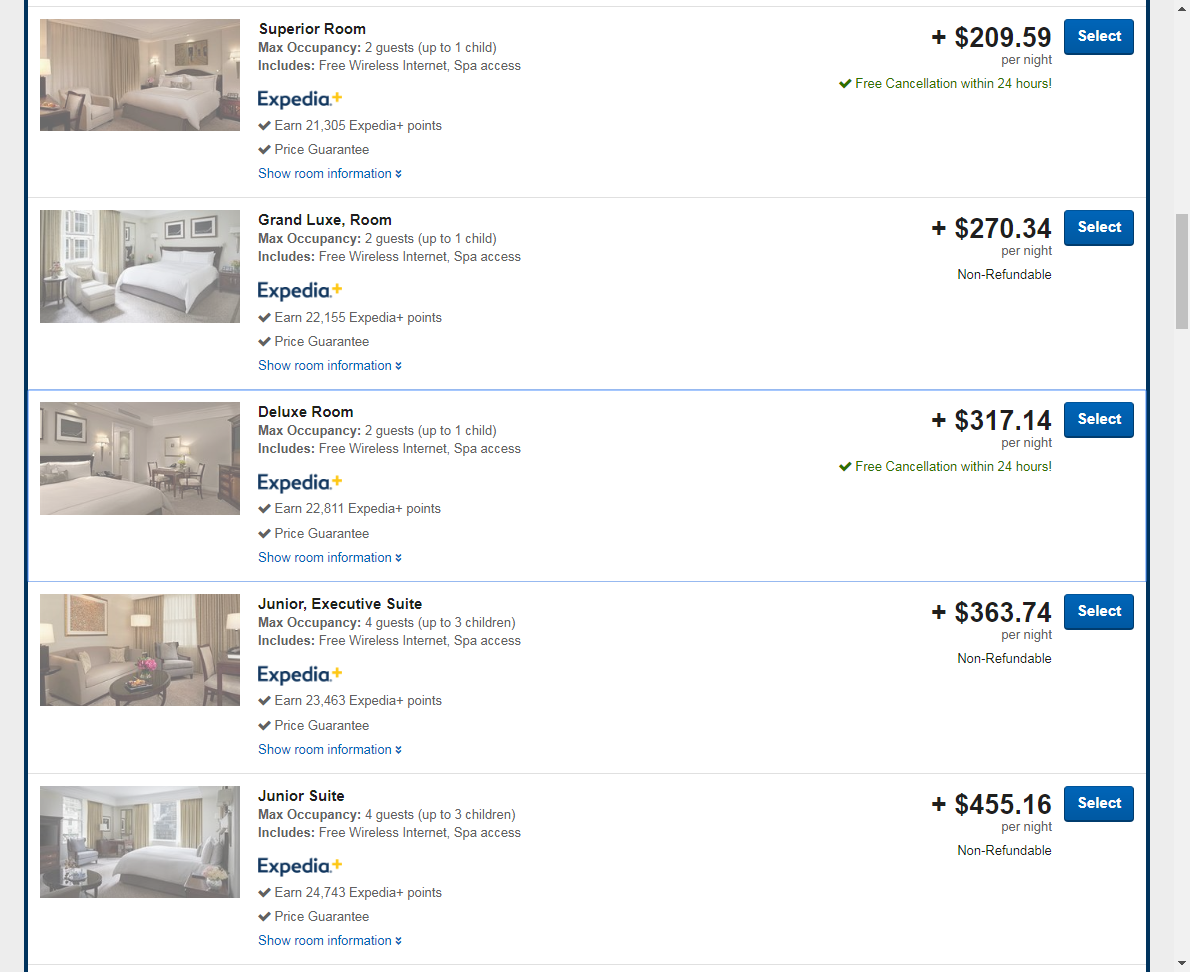 Superior Room
Max Occupancy: 2 guests (up to 1 child)
Includes: Free Wireless Internet, Spa access
Expedia+
Earn 21,305 Expedia+ points
Price Guarantee
Show room information
+ $209.59
per night
Free Cancellation within 24 hours!
Select
Grand Luxe, Room
Max Occupancy: 2 guests (up to 1 child)
Includes: Free Wireless Internet, Spa access
Expedia+
Earn 22,155 Expedia+ points
Price Guarantee
Show room information
+ $270.34
per night
Non-Refundable
Select
Deluxe Room
Max Occupancy: 2 guests (up to 1 child)
Includes: Free Wireless Internet, Spa access
Expedia+
Earn 22,811 Expedia+ points
Price Guarantee
Show room information
+ $317.14
per night
Free Cancellation within 24 hours!
Select
Junior, Executive Suite
Max Occupancy: 4 guests (up to 3 children)
Includes: Free Wireless Internet, Spa access
Expedia+
Earn 23,463 Expedia+ points
Price Guarantee
Show room information
+ $363.74
per night
Non-Refundable
Select
Junior Suite
Max Occupancy: 4 guests (up to 3 children)
Includes: Free Wireless Internet, Spa access
Expedia+
Earn 24,743 Expedia+ points
Price Guarantee
Show room information
+ $455.16
per night
Non-Refundable
Select